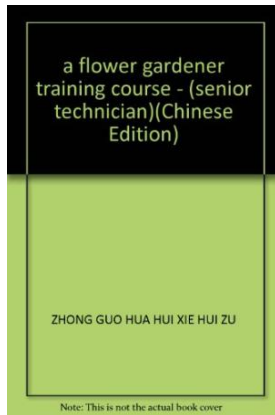 a flower gardener
training course - (senior
technician)(Chinese
Edition)
ZHONG GUO HUA HUI XIE HUI ZU
Note: This is not the actual book cover